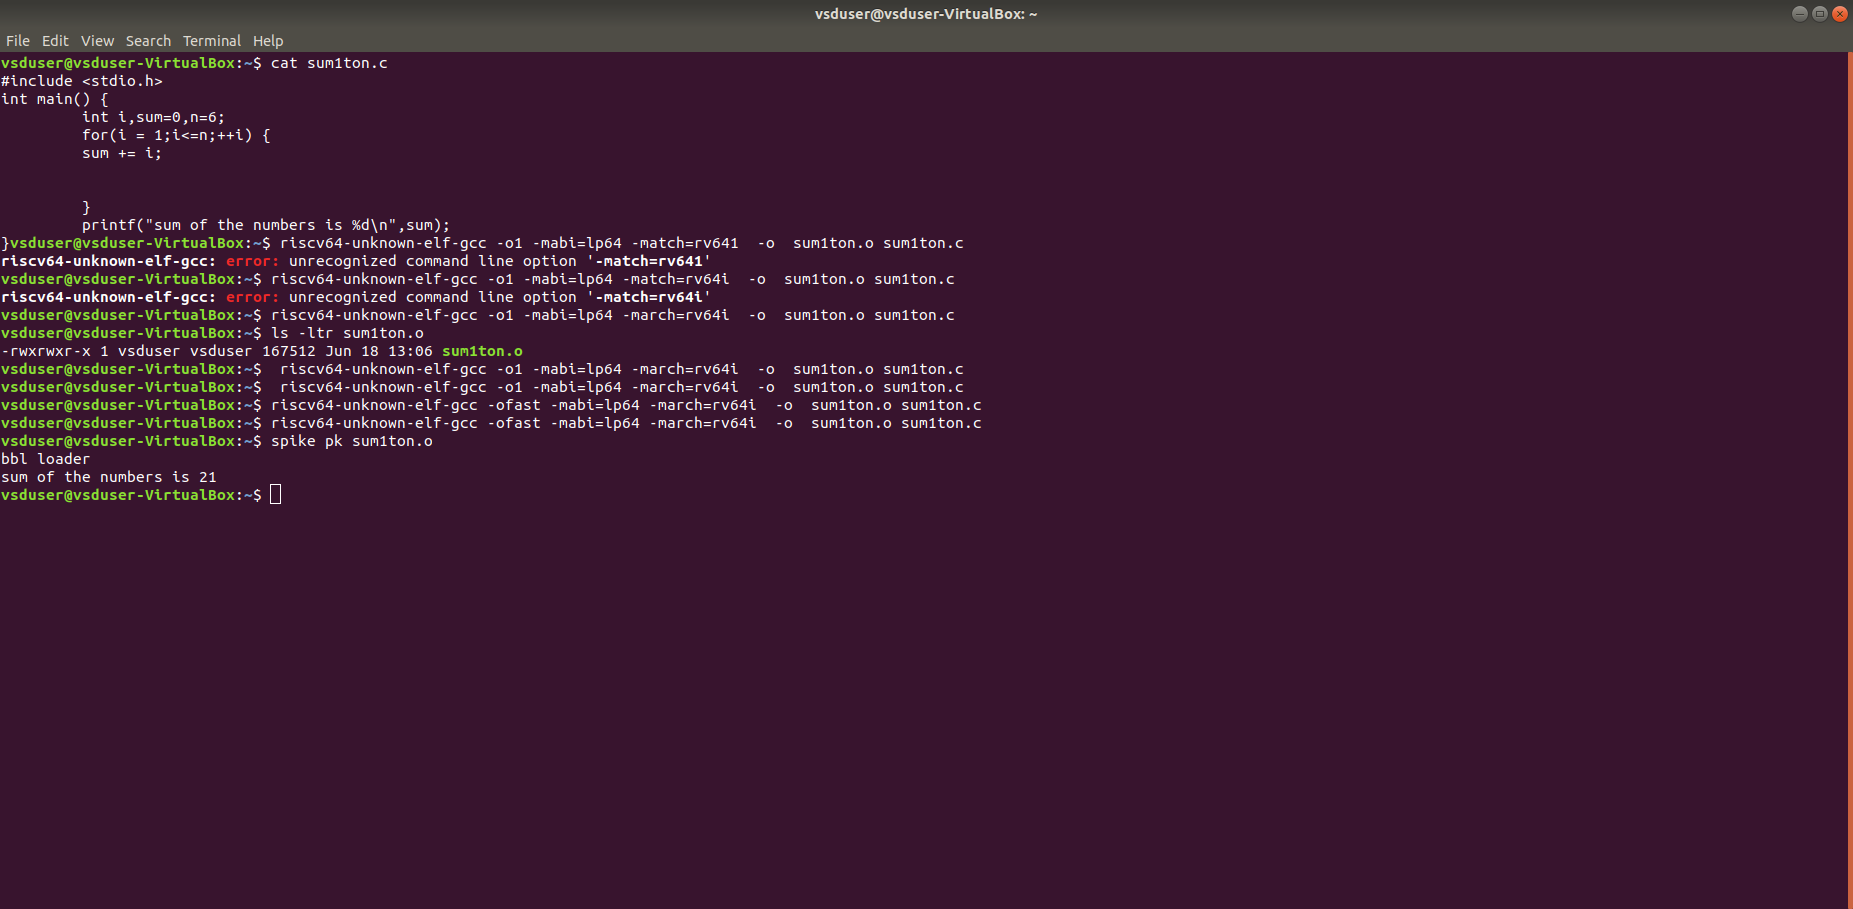 vsduser@vsduser-VirtualBox: ~
File Edit View Search Terminal Help
vsduser@vsduser-VirtualBox:~$ cat sum1ton.c
#include <stdio.h>
int main() {
         int i,sum=0,n=6;
         for(i = 1;i<=n;++i) {
         sum += i;
         }
         printf("sum of the numbers is %d\n",sum);
}vsduser@vsduser-VirtualBox:~$ riscv64-unknown-elf-gcc -o1 -mabi=lp64 -match=rv641  -o  sum1ton.o sum1ton.c
riscv64-unknown-elf-gcc: error: unrecognized command line option '-match=rv641'
vsduser@vsduser-VirtualBox:~$ riscv64-unknown-elf-gcc -o1 -mabi=lp64 -match=rv64i  -o  sum1ton.o sum1ton.c
riscv64-unknown-elf-gcc: error: unrecognized command line option '-match=rv64i'
vsduser@vsduser-VirtualBox:~$ riscv64-unknown-elf-gcc -o1 -mabi=lp64 -march=rv64i  -o  sum1ton.o sum1ton.c
vsduser@vsduser-VirtualBox:~$ ls -ltr sum1ton.o
-rwxrwxr-x 1 vsduser vsduser 167512 Jun 18 13:06 sum1ton.o
vsduser@vsduser-VirtualBox:~$  riscv64-unknown-elf-gcc -o1 -mabi=lp64 -march=rv64i  -o  sum1ton.o sum1ton.c
vsduser@vsduser-VirtualBox:~$  riscv64-unknown-elf-gcc -o1 -mabi=lp64 -march=rv64i  -o  sum1ton.o sum1ton.c
vsduser@vsduser-VirtualBox:~$ riscv64-unknown-elf-gcc -ofast -mabi=lp64 -march=rv64i  -o  sum1ton.o sum1ton.c
vsduser@vsduser-VirtualBox:~$ riscv64-unknown-elf-gcc -ofast -mabi=lp64 -march=rv64i  -o  sum1ton.o sum1ton.c
vsduser@vsduser-VirtualBox:~$ spike pk sum1ton.o
bbl loader
sum of the numbers is 21
vsduser@vsduser-VirtualBox:~$